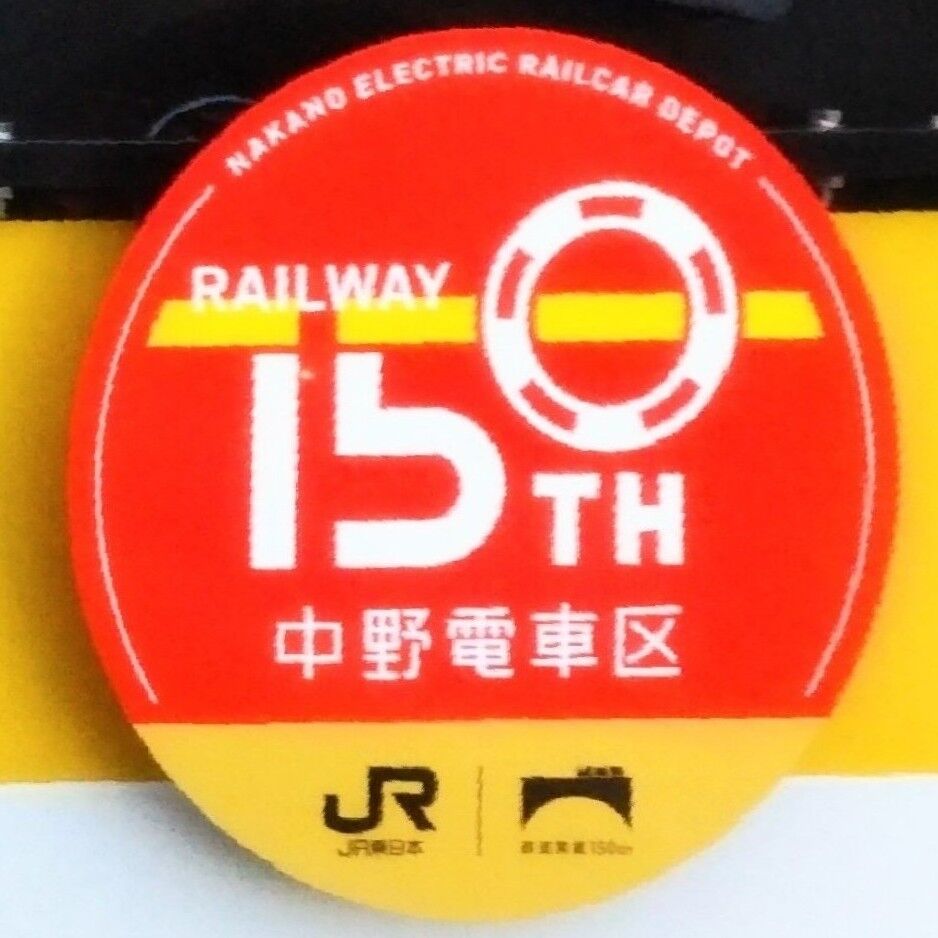 NAKANO ELECTRIC RAILCAR DEPOT
RAILWAY
150TH
中野電車区
JR
JR東日本